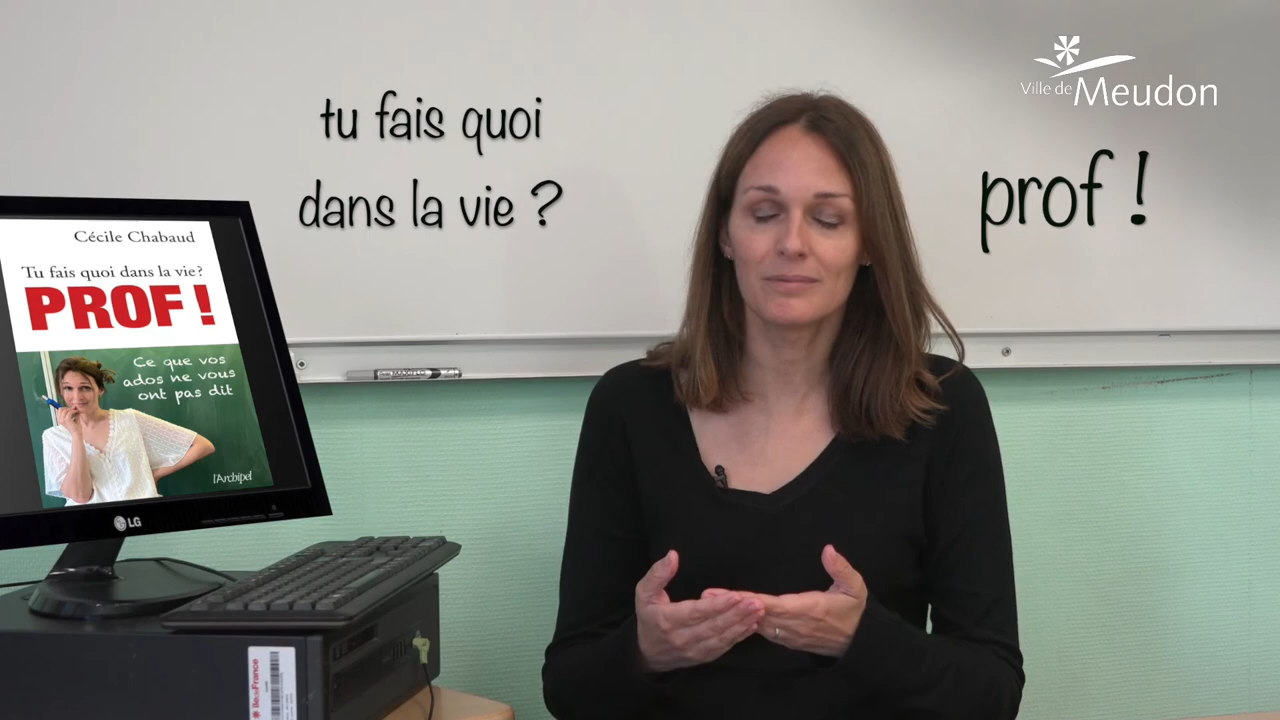 tu fais quoi
dans la vie ?
Ville de Meudon
prof !
Cécile Chabaud
Tu fais quoi dans la vie?
PROF !
Ce que vos
ados ne vous
ont pas dit
l'Archipel
LG
îledeFrance